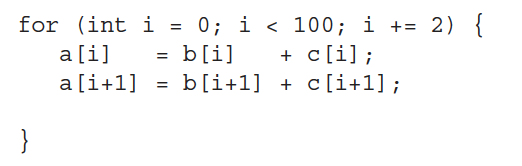 for (int i = 0; i < 100; i += 2) {
a[i] = b[i] + c[i];
a[i+1] = b[i+1] + c[i+1];
}